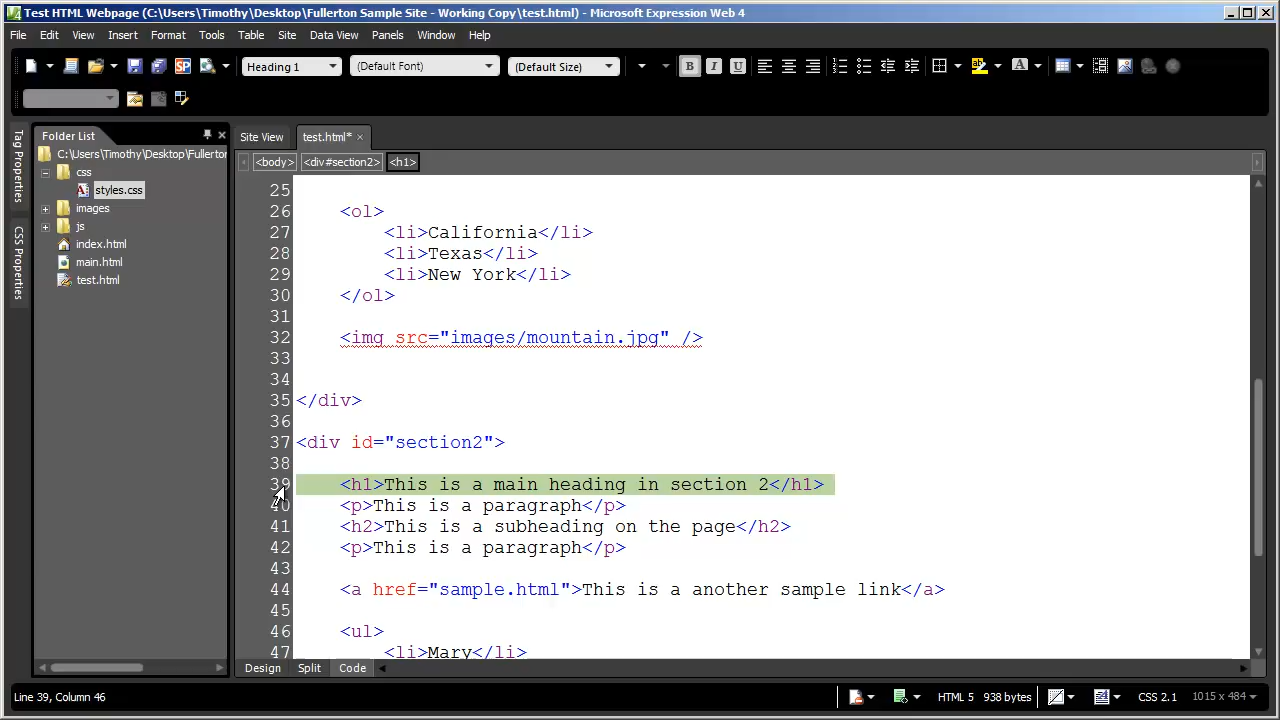 Test HTML Webpage (C:\Users\Timothy\Desktop\Fullerton Sample Site - Working Copy\test.html) - Microsoft Expression Web 4
File Edit View Insert Format Tools Table Site Data View Panels Window Help
Heading 1 (Default Font) (Default Size) B I U
Tag Properties
CSS Properties
Folder List
C:\Users\Timothy\Desktop\Fullerton
css
styles.css
images
js
index.html
main.html
test.html
Site View test.html*
<body> <div#section2> <h1>
25
26 <ol>
27 <li>California</li>
28 <li>Texas</li>
29 <li>New York</li>
30 </ol>
31
32 <img src="images/mountain.jpg" />
33
34
35 </div>
36
37 <div id="section2">
38
39 <h1>This is a main heading in section 2</h1>
40 <p>This is a paragraph</p>
41 <h2>This is a subheading on the page</h2>
42 <p>This is a paragraph</p>
43
44 <a href="sample.html">This is a another sample link</a>
45
46 <ul>
47 <li>Mary</li>
Design Split Code
Line 39, Column 46 HTML 5 938 bytes CSS 2.1 1015 x 484